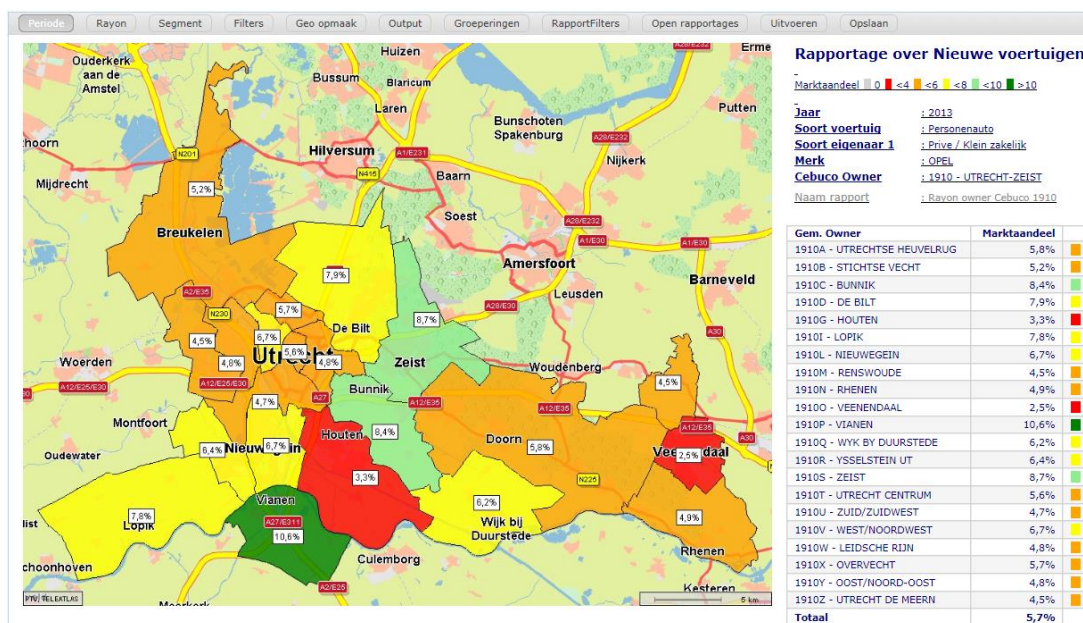 Periode Rayon Segment Filters Geo opmaak Output Groeperingen RapportFilters Open rapportages Uitvoeren Opslaan
Rapportage over Nieuwe voertuigen
Marktaandeel 0 <4 <6 <8 <10 >10
Jaar : 2013
Soort voertuig : Personenauto
Soort eigenaar 1 : Prive / Klein zakelijk
Merk : OPEL
Cebuco Owner : 1910 - UTRECHT-ZEIST
Naam rapport : Rayon owner Cebuco 1910
Gem. Owner Marktaandeel
1910A - UTRECHTSE HEUVELRUG 5,8%
1910B - STICHTSE VECHT 5,2%
1910C - BUNNIK 8,4%
1910D - DE BILT 7,9%
1910G - HOUTEN 3,3%
1910I - LOPIK 7,8%
1910L - NIEUWEGEIN 6,7%
1910M - RENSWOUDE 4,5%
1910N - RHENEN 4,9%
1910O - VEENENDAAL 2,5%
1910P - VIANEN 10,6%
1910Q - WYK BY DUURSTEDE 6,2%
1910R - YSSELSTEIN UT 6,4%
1910S - ZEIST 8,7%
1910T - UTRECHT CENTRUM 5,6%
1910U - ZUID/ZUIDWEST 4,7%
1910V - WEST/NOORDWEST 6,7%
1910W - LEIDSCHE RIJN 4,8%
1910X - OVERVECHT 5,7%
1910Y - OOST/NOORD-OOST 4,8%
1910Z - UTRECHT DE MEERN 4,5%
Totaal 5,7%
Ouderkerk
aan de
Amstel
Huizen
A28/E232
Erme
Bussum
Blaricum
Laren
Putten
Bunschoten
Spakenburg
hoorn
N201
Hilversum
A1/E231
A28/E232
Nijkerk
N415
Baarn
Mijdrecht
5,2%
Soest
Breukelen
A28/E232
A1/E30
A1/E30
Amersfoort
7,9%
Barneveld
A2/E35
Leusden
N230
5,7%
A28/E30
De Bilt
8,7%
A30
4,5%
6,7%
Utrecht
5,6%
4,8%
4,8%
Zeist
Woerden
Woudenberg
A12/E25/E30
A12/E25/E30
Bunnik
4,5%
A27
A12/E35
A12/E35
4,7%
Montfoort
Houten
8,4%
A12/E35
A30
Doorn
Oudewater
6,4%
Nieuwegein
6,7%
5,8%
Veenendaal
2,5%
3,3%
N225
Vianen
6,2%
7,8%
Lopik
A27/E311
Wijk bij
Duurstede
4,9%
list
10,6%
Rhenen
choonhoven
Culemborg
A2/E25
Kesteren
PTV, TELEATLAS
5 km